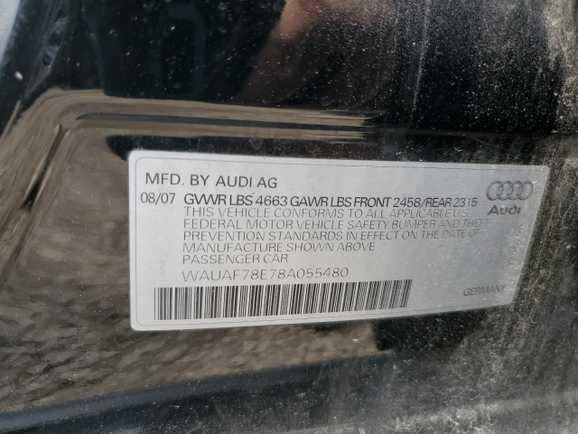 MFD. BY AUDI AG
08/07 GVWR LBS 4663 GAWR LBS FRONT 2458/REAR 2315
THIS VEHICLE CONFORMS TO ALL APPLICABLE U.S.
FEDERAL MOTOR VEHICLE SAFETY BUMPER AND THEFT
PREVENTION STANDARDS IN EFFECT ON THE DATE OF
MANUFACTURE SHOWN ABOVE
PASSENGER CAR
WAUAF78E78A055480
Audi
GERMANY